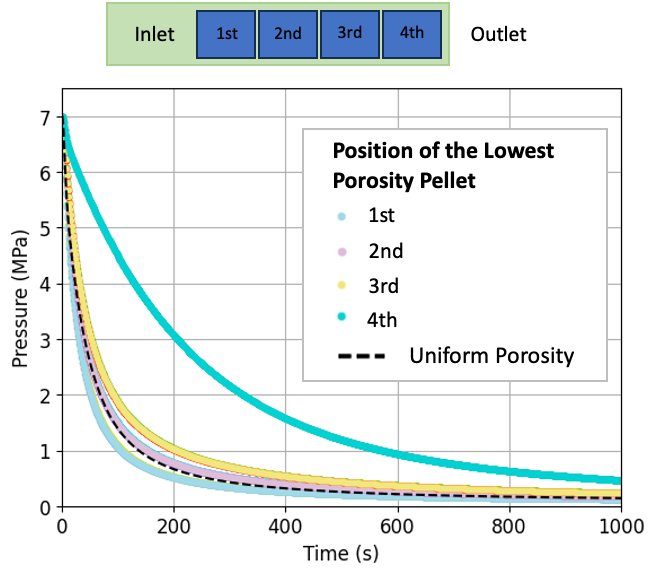 Inlet 1st 2nd 3rd 4th Outlet
7
6
5
4
3
2
1
0
Pressure (MPa)
Position of the Lowest
Porosity Pellet
1st
2nd
3rd
4th
Uniform Porosity
0 200 400 600 800 1000
Time (s)